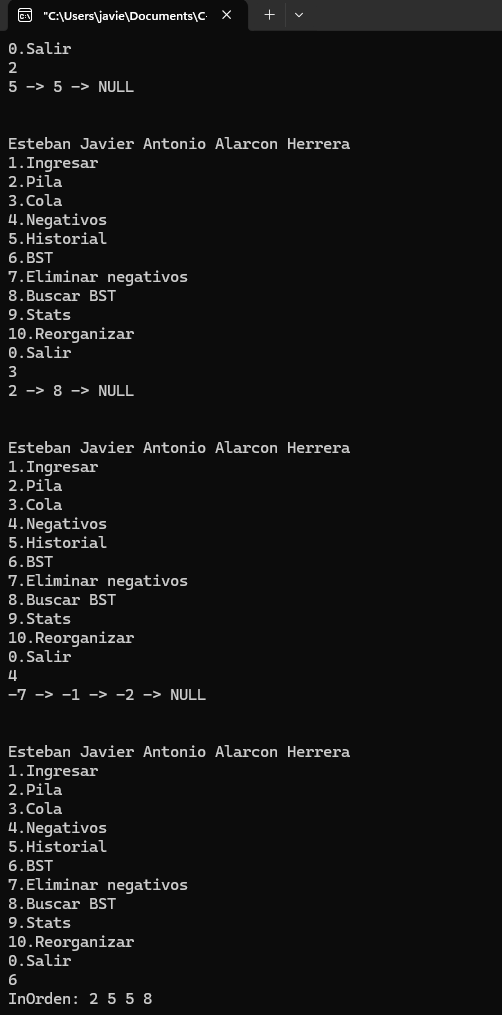 "C:\Users\javie\Documents\C-
0.Salir
2
5 -> 5 -> NULL
Esteban Javier Antonio Alarcon Herrera
1.Ingresar
2.Pila
3.Cola
4.Negativos
5.Historial
6.BST
7.Eliminar negativos
8.Buscar BST
9.Stats
10.Reorganizar
0.Salir
3
2 -> 8 -> NULL
Esteban Javier Antonio Alarcon Herrera
1.Ingresar
2.Pila
3.Cola
4.Negativos
5.Historial
6.BST
7.Eliminar negativos
8.Buscar BST
9.Stats
10.Reorganizar
0.Salir
4
-7 -> -1 -> -2 -> NULL
Esteban Javier Antonio Alarcon Herrera
1.Ingresar
2.Pila
3.Cola
4.Negativos
5.Historial
6.BST
7.Eliminar negativos
8.Buscar BST
9.Stats
10.Reorganizar
0.Salir
6
InOrden: 2 5 5 8